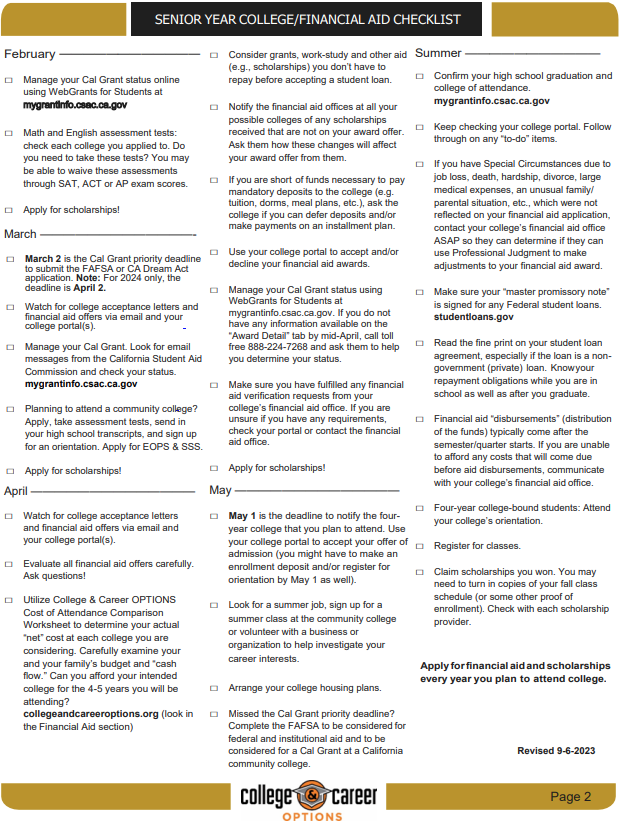 SENIOR YEAR COLLEGE/FINANCIAL AID CHECKLIST
February
Manage your Cal Grant status online
using WebGrants for Students at
mygrantinfo.csac.ca.gov
Math and English assessment tests:
check each college you applied to. Do
you need to take these tests? You may
be able to waive these assessments
through SAT, ACT or AP exam scores.
Apply for scholarships!
March
March 2 is the Cal Grant priority deadline
to submit the FAFSA or CA Dream Act
application. Note: For 2024 only, the
deadline is April 2.
Watch for college acceptance letters and
financial aid offers via email and your
college portal(s).
Manage your Cal Grant. Look for email
messages from the California Student Aid
Commission and check your status.
mygrantinfo.csac.ca.gov
Planning to attend a community college?
Apply, take assessment tests, send in
your high school transcripts, and sign up
for an orientation. Apply for EOPS & SSS.
Apply for scholarships!
April
Watch for college acceptance letters
and financial aid offers via email and
your college portal(s).
Evaluate all financial aid offers carefully.
Ask questions!
Utilize College & Career OPTIONS
Cost of Attendance Comparison
Worksheet to determine your actual
"net" cost at each college you are
considering. Carefully examine your
and your family's budget and "cash
flow." Can you afford your intended
college for the 4-5 years you will be
attending?
collegeandcareeroptions.org (look in
the Financial Aid section)
Consider grants, work-study and other aid
(e.g., scholarships) you don't have to
repay before accepting a student loan.
Notify the financial aid offices at all your
possible colleges of any scholarships
received that are not on your award offer.
Ask them how these changes will affect
your award offer from them.
If you are short of funds necessary to pay
mandatory deposits to the college (e.g.
tuition, dorms, meal plans, etc.), ask the
college if you can defer deposits and/or
make payments on an installment plan.
Use your college portal to accept and/or
decline your financial aid awards.
Manage your Cal Grant status using
WebGrants for Students at
mygrantinfo.csac.ca.gov. If you do not
have any information available on the
"Award Detail" tab by mid-April, call toll
free 888-224-7268 and ask them to help
you determine your status.
Make sure you have fulfilled any financial
aid verification requests from your
college's financial aid office. If you are
unsure if you have any requirements,
check your portal or contact the financial
aid office.
Apply for scholarships!
May
May 1 is the deadline to notify the four-
year college that you plan to attend. Use
your college portal to accept your offer of
admission (you might have to make an
enrollment deposit and/or register for
orientation by May 1 as well).
Look for a summer job, sign up for a
summer class at the community college
or volunteer with a business or
organization to help investigate your
career interests.
Arrange your college housing plans.
Missed the Cal Grant priority deadline?
Complete the FAFSA to be considered for
federal and institutional aid and to be
considered for a Cal Grant at a California
community college.
Summer
Confirm your high school graduation and
college of attendance.
mygrantinfo.csac.ca.gov
Keep checking your college portal. Follow
through on any "to-do" items.
If you have Special Circumstances due to
job loss, death, hardship, divorce, large
medical expenses, an unusual family/
parental situation, etc., which were not
reflected on your financial aid application,
contact your college's financial aid office
ASAP so they can determine if they can
use Professional Judgment to make
adjustments to your financial aid award.
Make sure your "master promissory note"
is signed for any Federal student loans.
studentloans.gov
Read the fine print on your student loan
agreement, especially if the loan is a non-
government (private) loan. Knowyour
repayment obligations while you are in
school as well as after you graduate.
Financial aid "disbursements" (distribution
of the funds) typically come after the
semester/quarter starts. If you are unable
to afford any costs that will come due
before aid disbursements, communicate
with your college's financial aid office.
Four-year college-bound students: Attend
your college's orientation.
Register for classes.
Claim scholarships you won. You may
need to turn in copies of your fall class
schedule (or some other proof of
enrollment). Check with each scholarship
provider.
Apply for financial aid and scholarships
every year you plan to attend college.
Revised 9-6-2023
college & career
OPTIONS
Page 2